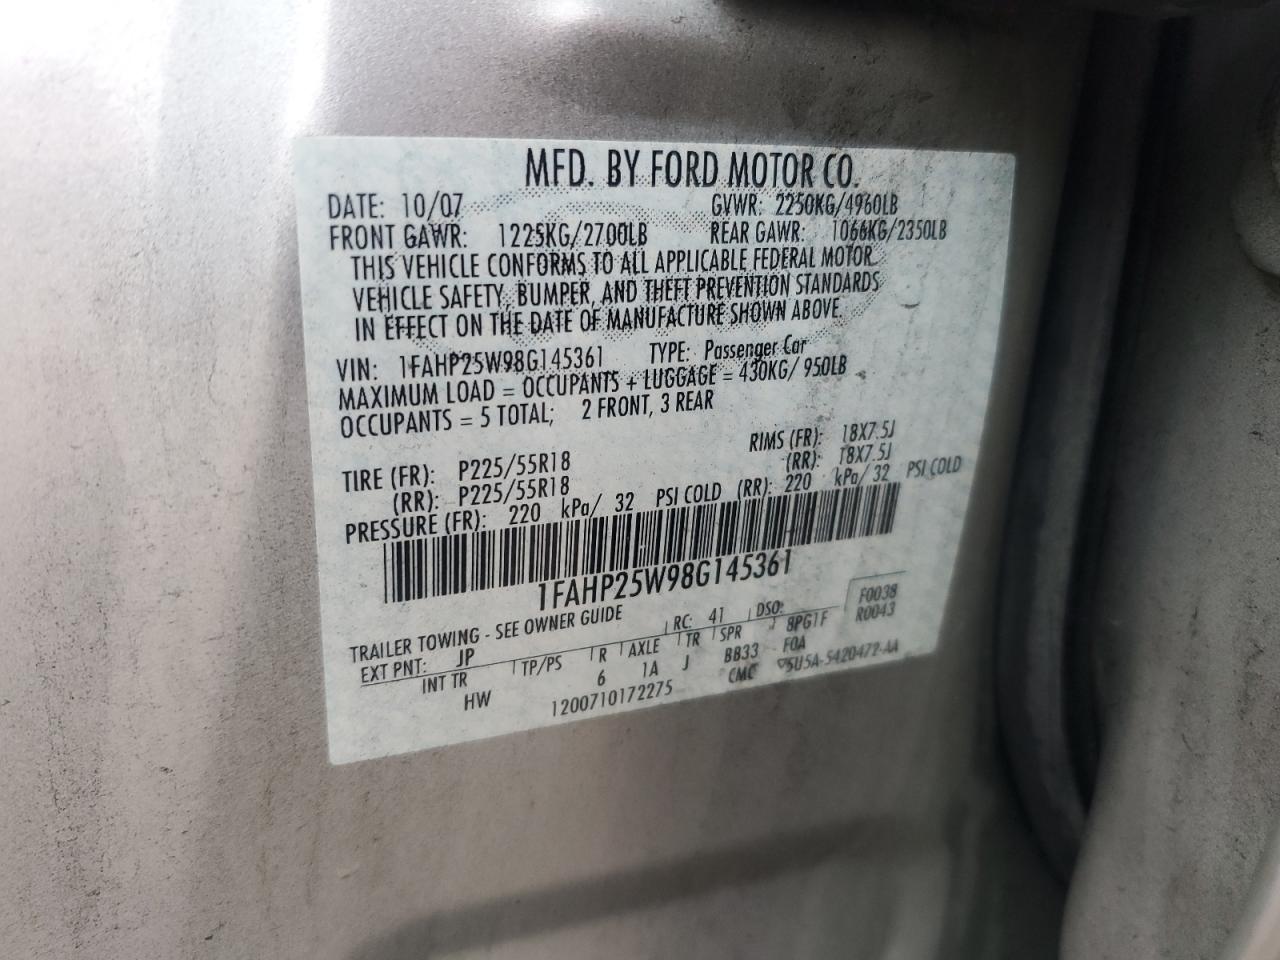 MFD. BY FORD MOTOR CO.
DATE: 10/07 GVWR: 2250KG/4960LB
FRONT GAWR: 1225KG/2700LB REAR GAWR: 1066KG/2350LB
THIS VEHICLE CONFORMS TO ALL APPLICABLE FEDERAL MOTOR
VEHICLE SAFETY, BUMPER, AND THEFT PREVENTION STANDARDS
IN EFFECT ON THE DATE OF MANUFACTURE SHOWN ABOVE.
VIN: 1FAHP25W98G145361 TYPE: Passenger Car
MAXIMUM LOAD = OCCUPANTS + LUGGAGE = 430KG/ 950LB
OCCUPANTS = 5 TOTAL; 2 FRONT, 3 REAR
TIRE (FR): P225/55R18 RIMS (FR): 18X7.5J
(RR): P225/55R18 (RR): 18X7.5J
PRESSURE (FR): 220 kPa/ 32 PSI COLD (RR): 220 kPa/ 32 PSI COLD
1FAHP25W98G145361
TRAILER TOWING - SEE OWNER GUIDE F0038
EXT PNT: JP RC: 41 DSO: R0043
INT TR TP/PS R AXLE TR SPR 8PG1F
HW 6 1A J BB33 FOA
1200710172275 CMC 5U5A-5420472-AA